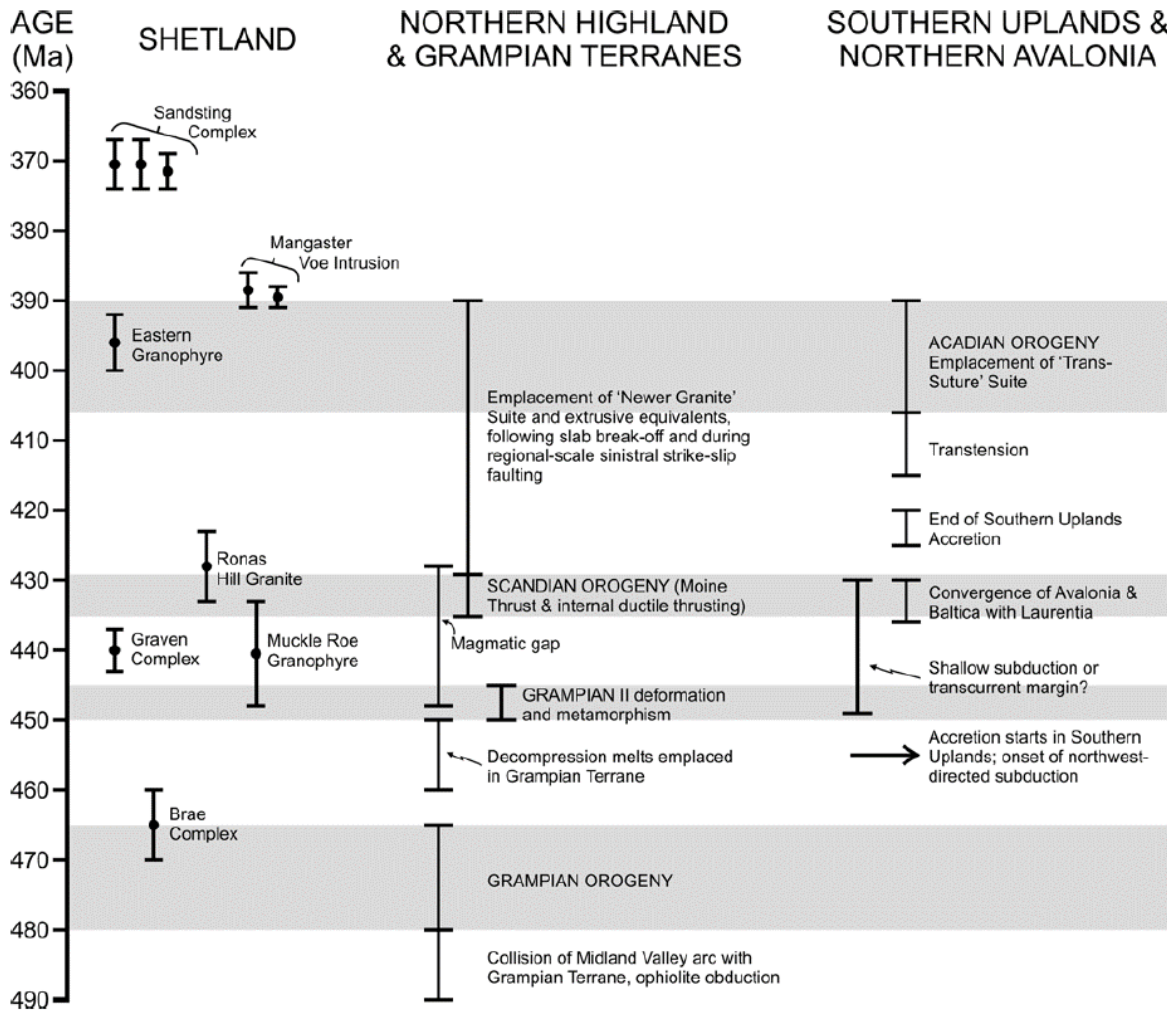 AGE
(Ma)
SHETLAND
NORTHERN HIGHLAND
& GRAMPIAN TERRANES
SOUTHERN UPLANDS &
NORTHERN AVALONIA
360
370
380
390
400
410
420
430
440
450
460
470
480
490
Sandsting
Complex
Mangaster
Voe Intrusion
Eastern
Granophyre
Ronas
Hill Granite
Graven
Complex
Muckle Roe
Granophyre
Brae
Complex
Emplacement of 'Newer Granite'
Suite and extrusive equivalents,
following slab break-off and during
regional-scale sinistral strike-slip
faulting
SCANDIAN OROGENY (Moine
Thrust & internal ductile thrusting)
Magmatic gap
GRAMPIAN II deformation
and metamorphism
Decompression melts emplaced
in Grampian Terrane
GRAMPIAN OROGENY
Collision of Midland Valley arc with
Grampian Terrane, ophiolite obduction
ACADIAN OROGENY
Emplacement of 'Trans-
Suture' Suite
Transtension
End of Southern Uplands
Accretion
Convergence of Avalonia &
Baltica with Laurentia
Shallow subduction or
transcurrent margin?
Accretion starts in Southern
Uplands; onset of northwest-
directed subduction